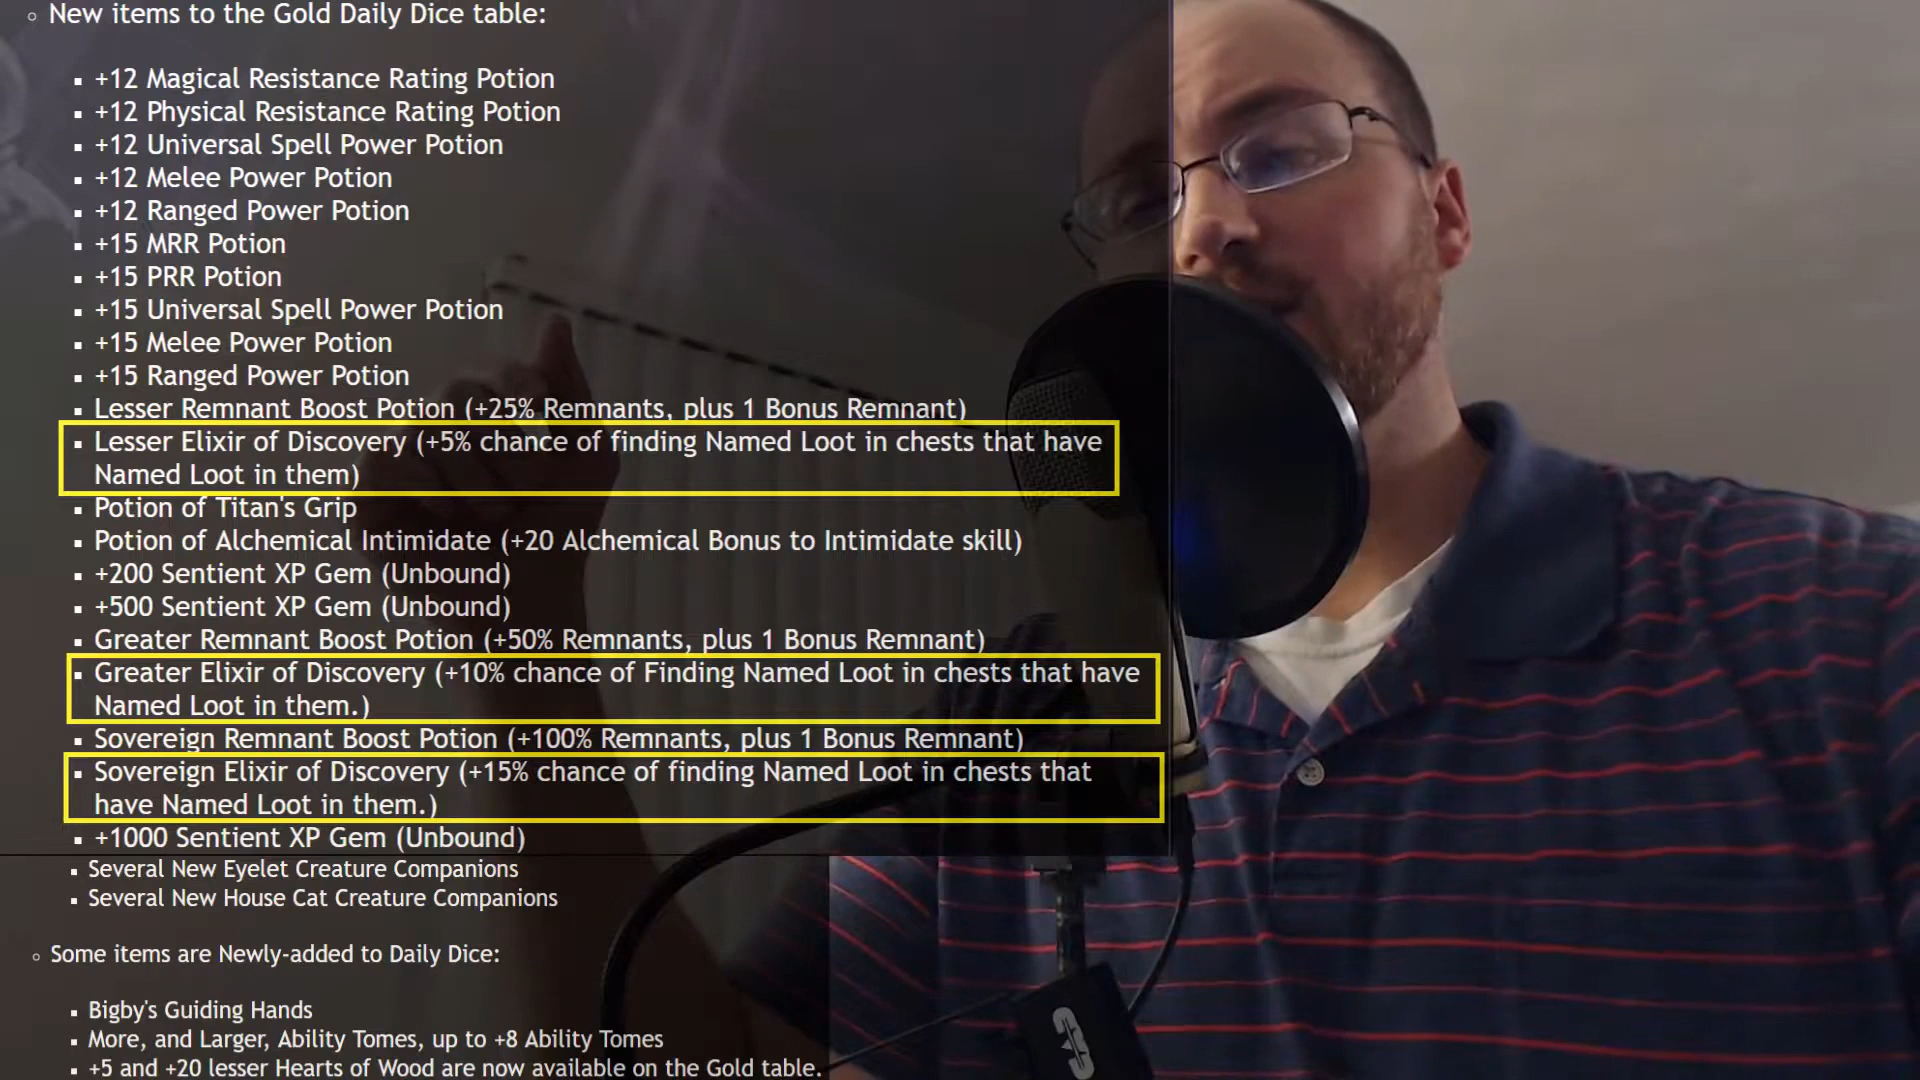 New items to the Gold Daily Dice table:
+12 Magical Resistance Rating Potion
+12 Physical Resistance Rating Potion
+12 Universal Spell Power Potion
+12 Melee Power Potion
+12 Ranged Power Potion
+15 MRR Potion
+15 PRR Potion
+15 Universal Spell Power Potion
+15 Melee Power Potion
+15 Ranged Power Potion
Lesser Remnant Boost Potion (+25% Remnants, plus 1 Bonus Remnant)
Lesser Elixir of Discovery (+5% chance of finding Named Loot in chests that have
Named Loot in them)
Potion of Titan's Grip
Potion of Alchemical Intimidate (+20 Alchemical Bonus to Intimidate skill)
+200 Sentient XP Gem (Unbound)
+500 Sentient XP Gem (Unbound)
Greater Remnant Boost Potion (+50% Remnants, plus 1 Bonus Remnant)
Greater Elixir of Discovery (+10% chance of Finding Named Loot in chests that have
Named Loot in them.)
Sovereign Remnant Boost Potion (+100% Remnants, plus 1 Bonus Remnant)
Sovereign Elixir of Discovery (+15% chance of finding Named Loot in chests that
have Named Loot in them.)
+1000 Sentient XP Gem (Unbound)
Several New Eyelet Creature Companions
Several New House Cat Creature Companions
Some items are Newly-added to Daily Dice:
Bigby's Guiding Hands
More, and Larger, Ability Tomes, up to +8 Ability Tomes
+5 and +20 lesser Hearts of Wood are now available on the Gold table.